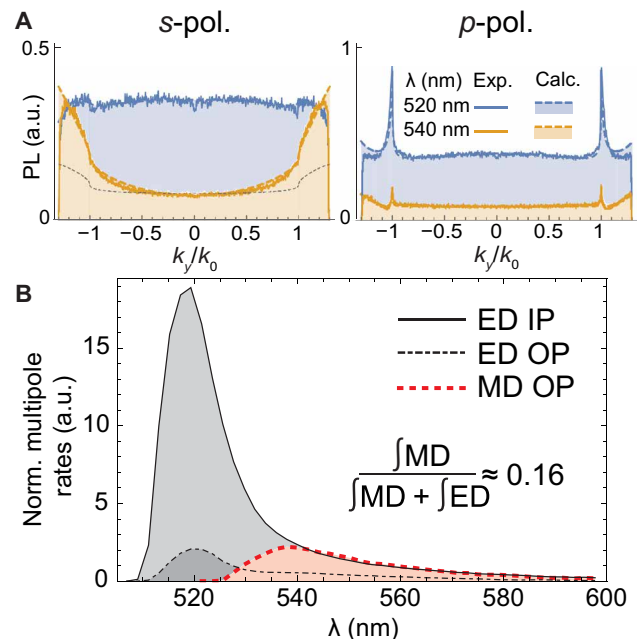 A
s-pol.
p-pol.
PL (a.u.)
0.5
0
1
0
λ (nm) Exp. Calc.
520 nm
540 nm
−1 −0.5 0 0.5 1
−1 −0.5 0 0.5 1
k_y/k_0
k_y/k_0
B
Norm. multipole
rates (a.u.)
15
10
5
0
ED IP
ED OP
MD OP
∫MD
∫MD + ∫ED
≈ 0.16
520 540 560 580 600
λ (nm)